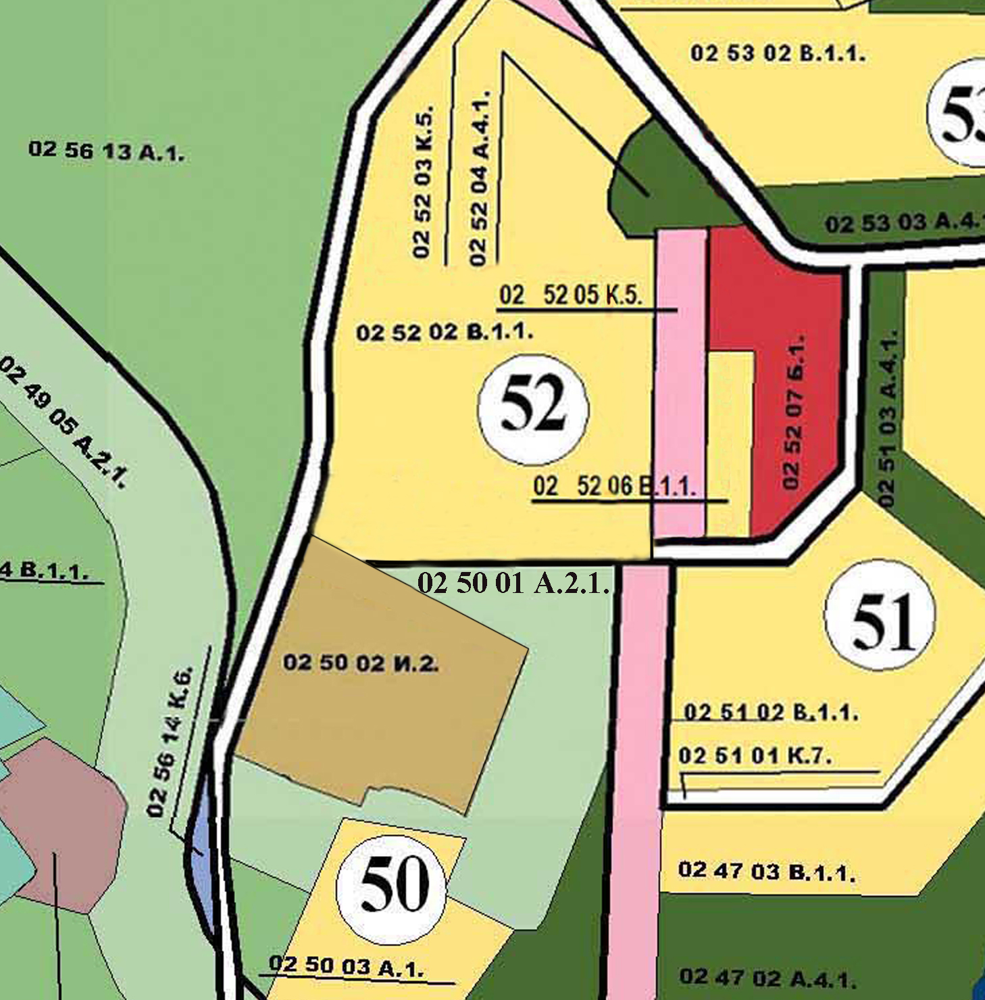 02 53 02 В.1.1.
02 56 13 А.1.
02 52 03 К.5.
02 52 04 А.4.1.
02 53 03 А.4.
02 52 05 К.5.
02 52 02 В.1.1.
52
02 52 07 Б.1.
02 51 03 А.4.1.
02 49 05 А.2.1.
02 52 06 В.1.1.
4 В.1.1.
02 50 01 А.2.1.
51
02 50 02 И.2.
02 56 14 К.6.
02 51 02 В.1.1.
02 51 01 К.7.
02 47 03 В.1.1.
50
02 50 03 А.1.
02 47 02 А.4.1.